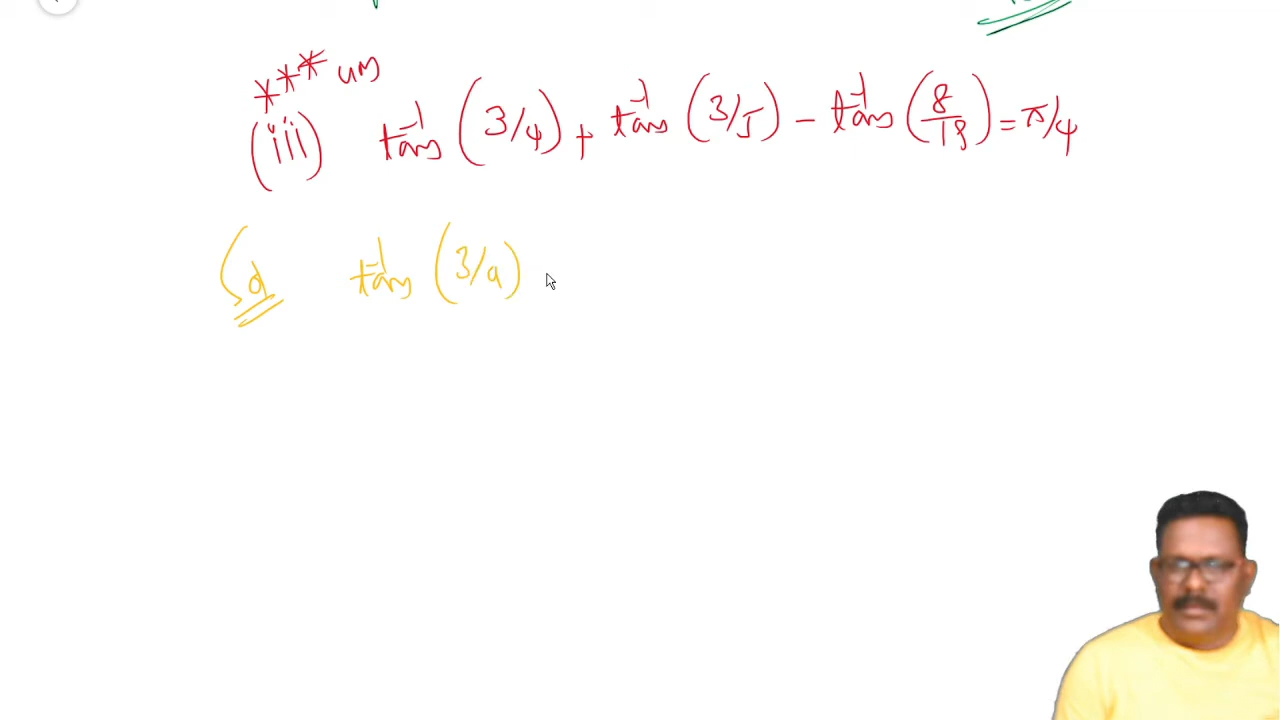 *** um
(iii) tan⁻¹(3/4) + tan⁻¹(3/5) - tan⁻¹(8/19) = π/4
Sol tan⁻¹(3/4)